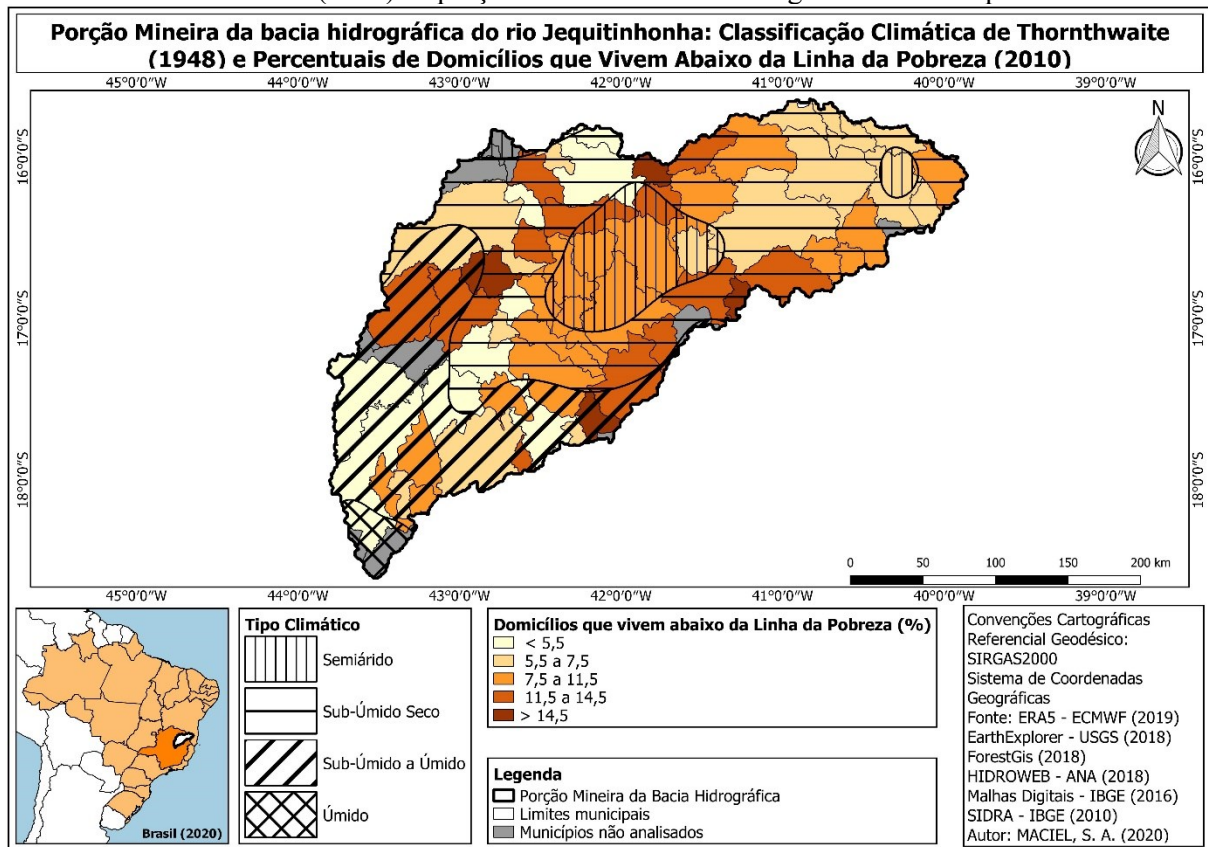 Porção Mineira da bacia hidrográfica do rio Jequitinhonha: Classificação Climática de Thornthwaite
(1948) e Percentuais de Domicílios que Vivem Abaixo da Linha da Pobreza (2010)
45°0'0"W 44°0'0"W 43°0'0"W 42°0'0"W 41°0'0"W 40°0'0"W 39°0'0"W
N
16°0'0"S 16°0'0"S
17°0'0"S 17°0'0"S
18°0'0"S 18°0'0"S
0 50 100 150 200 km
45°0'0"W 44°0'0"W 43°0'0"W 42°0'0"W 41°0'0"W 40°0'0"W 39°0'0"W
Brasil (2020)
Tipo Climático
Semiárido
Sub-Úmido Seco
Sub-Úmido a Úmido
Úmido
Domicílios que vivem abaixo da Linha da Pobreza (%)
< 5,5
5,5 a 7,5
7,5 a 11,5
11,5 a 14,5
> 14,5
Legenda
Porção Mineira da Bacia Hidrográfica
Limites municipais
Municípios não analisados
Convenções Cartográficas
Referencial Geodésico:
SIRGAS2000
Sistema de Coordenadas
Geográficas
Fonte: ERA5 - ECMWF (2019)
EarthExplorer - USGS (2018)
ForestGis (2018)
HIDROWEB - ANA (2018)
Malhas Digitais - IBGE (2016)
SIDRA - IBGE (2010)
Autor: MACIEL, S. A. (2020)